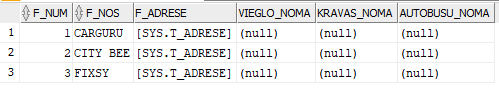 F_NUM F_NOS F_ADRESE VIEGLO_NOMA KRAVAS_NOMA AUTOBUSU_NOMA
1 1 CARGURU [SYS.T_ADRESE] (null) (null) (null)
2 2 CITY BEE [SYS.T_ADRESE] (null) (null) (null)
3 3 FIXSY [SYS.T_ADRESE] (null) (null) (null)